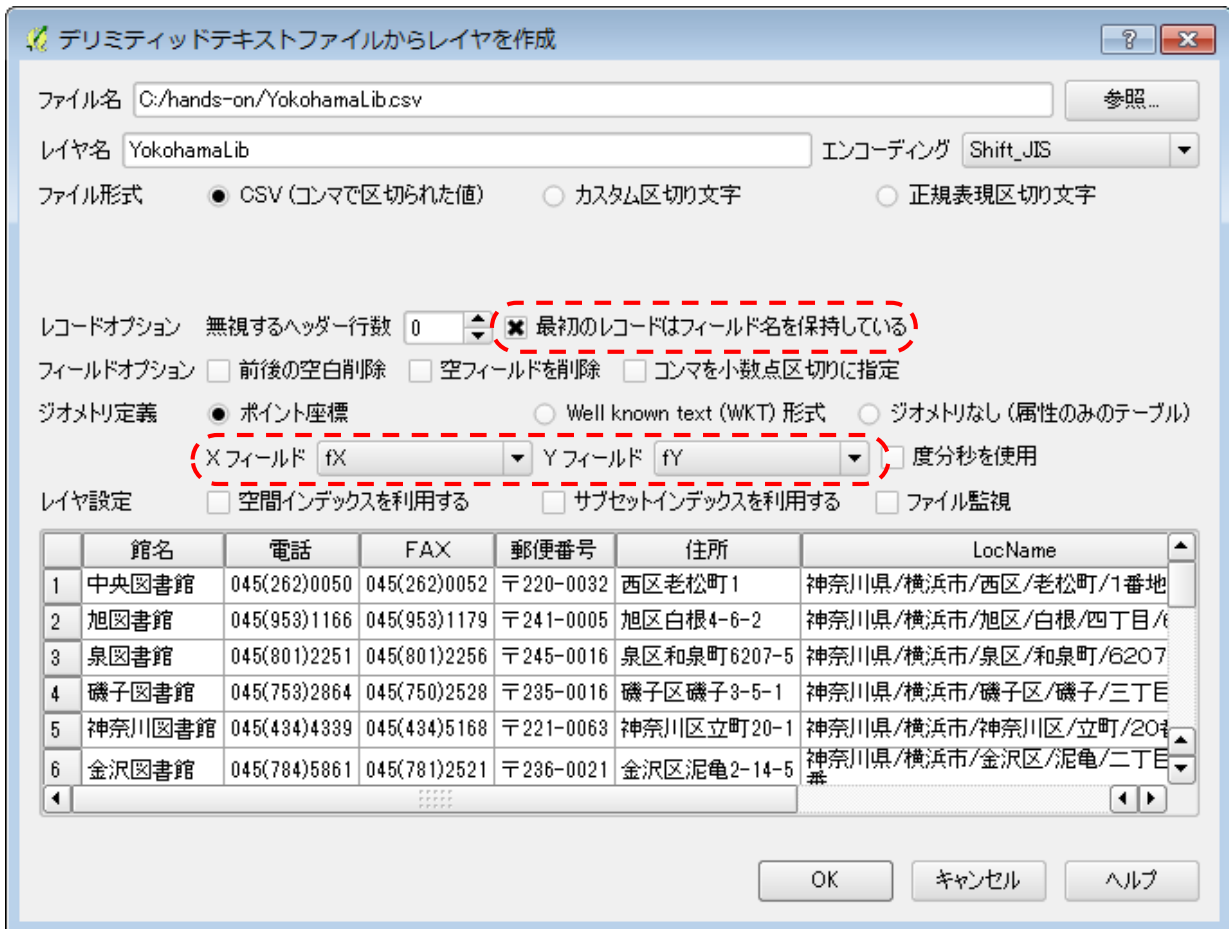 デリミティッドテキストファイルからレイヤを作成
ファイル名 C:/hands-on/YokohamaLib.csv 参照...
レイヤ名 YokohamaLib エンコーディング Shift_JIS
ファイル形式 CSV (コンマで区切られた値) カスタム区切り文字 正規表現区切り文字
レコードオプション 無視するヘッダー行数 0 最初のレコードはフィールド名を保持している
フィールドオプション 前後の空白削除 空フィールドを削除 コンマを小数点区切りに指定
ジオメトリ定義 ポイント座標 Well known text (WKT) 形式 ジオメトリなし (属性のみのテーブル)
X フィールド fX Y フィールド fY 度分秒を使用
レイヤ設定 空間インデックスを利用する サブセットインデックスを利用する ファイル監視
館名 電話 FAX 郵便番号 住所 LocName
1 中央図書館 045(262)0050 045(262)0052 〒220-0032 西区老松町1 神奈川県/横浜市/西区/老松町/1番地
2 旭図書館 045(953)1166 045(953)1179 〒241-0005 旭区白根4-6-2 神奈川県/横浜市/旭区/白根/四丁目/
3 泉図書館 045(801)2251 045(801)2256 〒245-0016 泉区和泉町6207-5 神奈川県/横浜市/泉区/和泉町/6207
4 磯子図書館 045(753)2864 045(750)2528 〒235-0016 磯子区磯子3-5-1 神奈川県/横浜市/磯子区/磯子/三丁目
5 神奈川図書館 045(434)4339 045(434)5168 〒221-0063 神奈川区立町20-1 神奈川県/横浜市/神奈川区/立町/20
6 金沢図書館 045(784)5861 045(781)2521 〒236-0021 金沢区泥亀2-14-5 神奈川県/横浜市/金沢区/泥亀/二丁目
OK キャンセル ヘルプ